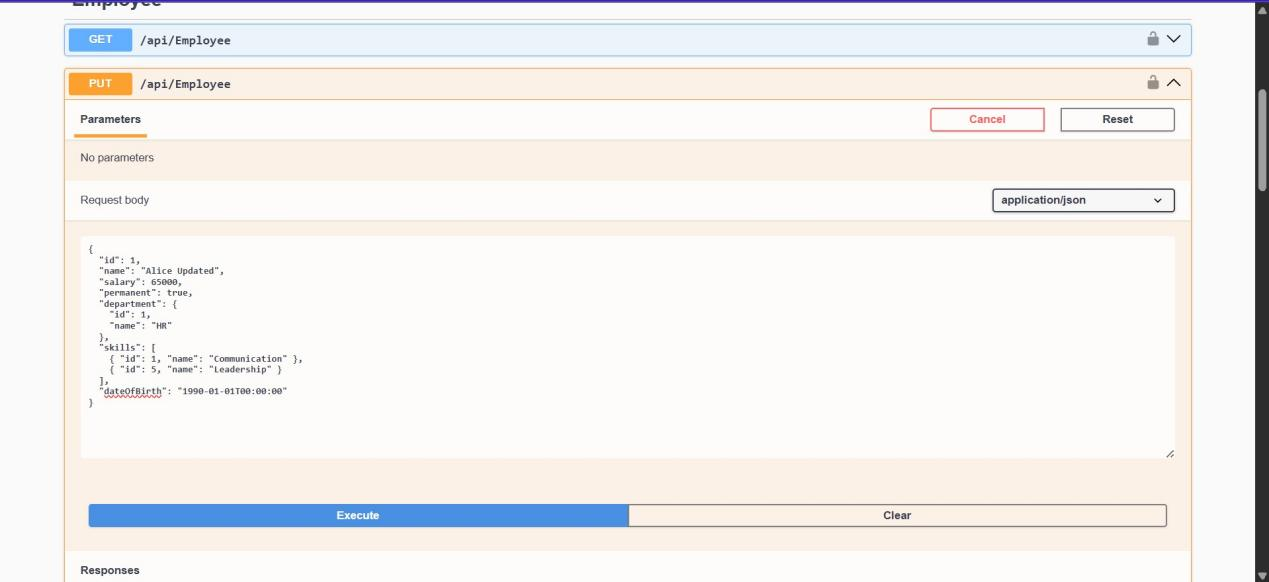 Employee
GET /api/Employee
PUT /api/Employee
Parameters
Cancel
Reset
No parameters
Request body
application/json
{
  "id": 1,
  "name": "Alice Updated",
  "salary": 65000,
  "permanent": true,
  "department": {
    "id": 1,
    "name": "HR"
  },
  "skills": [
    { "id": 1, "name": "Communication" },
    { "id": 5, "name": "Leadership" }
  ],
  "dateOfBirth": "1990-01-01T00:00:00"
}
Execute
Clear
Responses